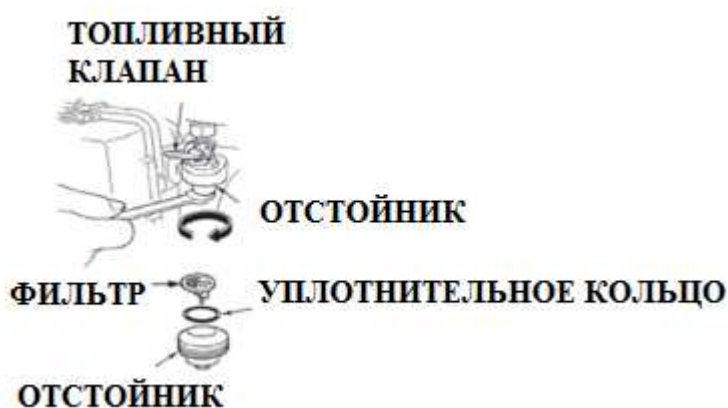 ТОПЛИВНЫЙ
КЛАПАН
ОТСТОЙНИК
ФИЛЬТР
УПЛОТНИТЕЛЬНОЕ КОЛЬЦО
ОТСТОЙНИК